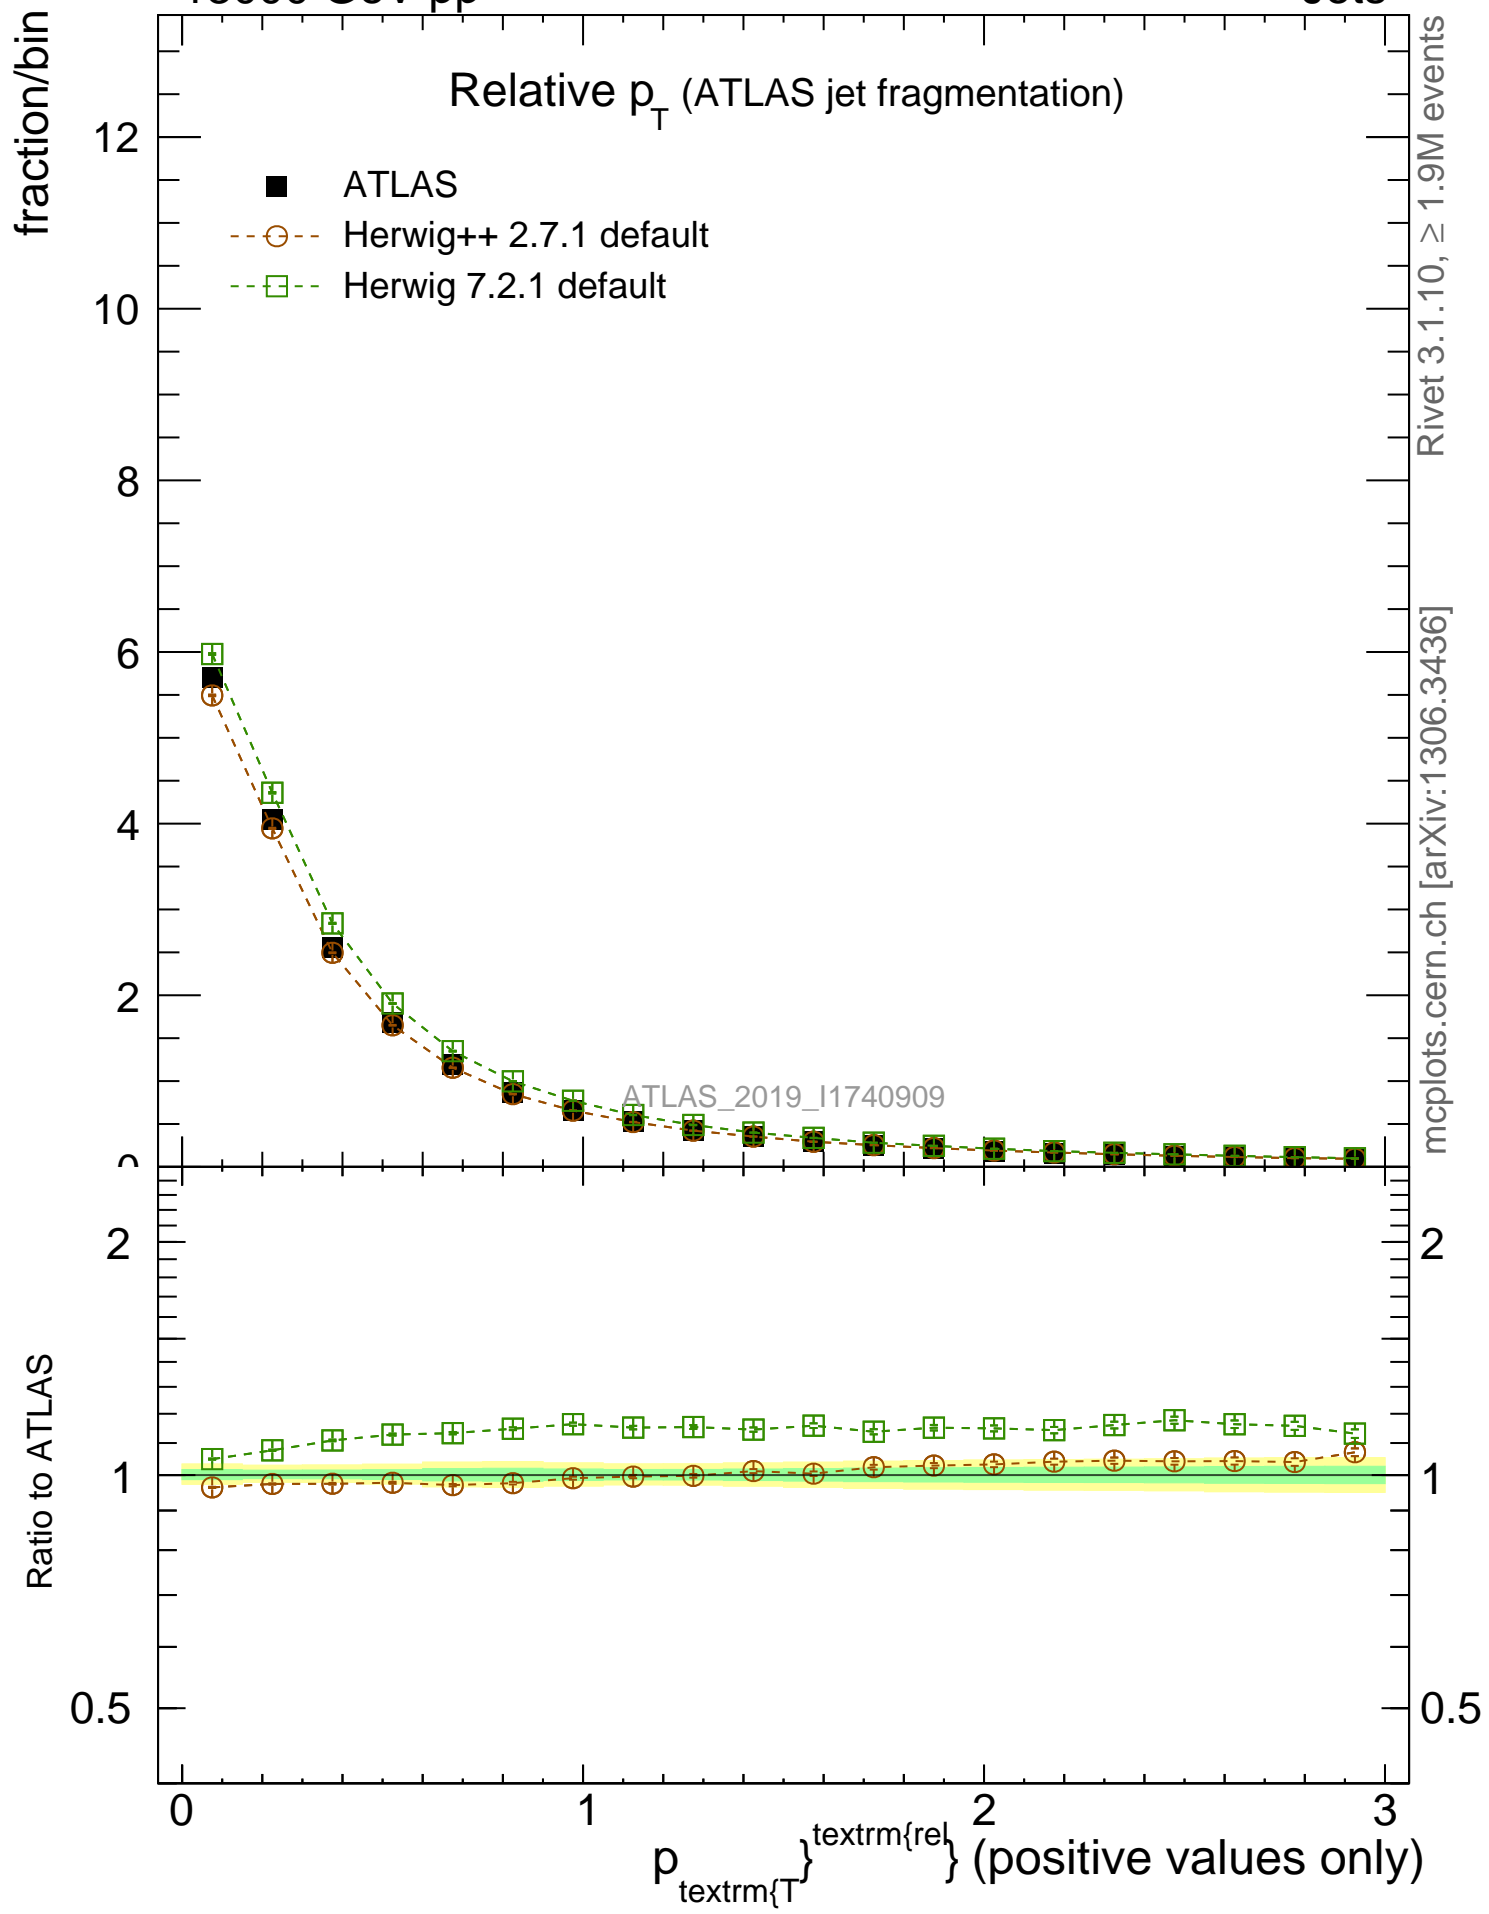 fraction/bin
Relative p_T (ATLAS jet fragmentation)
ATLAS
Herwig++ 2.7.1 default
Herwig 7.2.1 default
12
10
8
6
4
2
0
ATLAS_2019_I1740909
Rivet 3.1.10, ≥ 1.9M events
mcplots.cern.ch [arXiv:1306.3436]
Ratio to ATLAS
2
1
0.5
2
1
0.5
0
1
2
3
p_textrm{T}^textrm{rel} (positive values only)